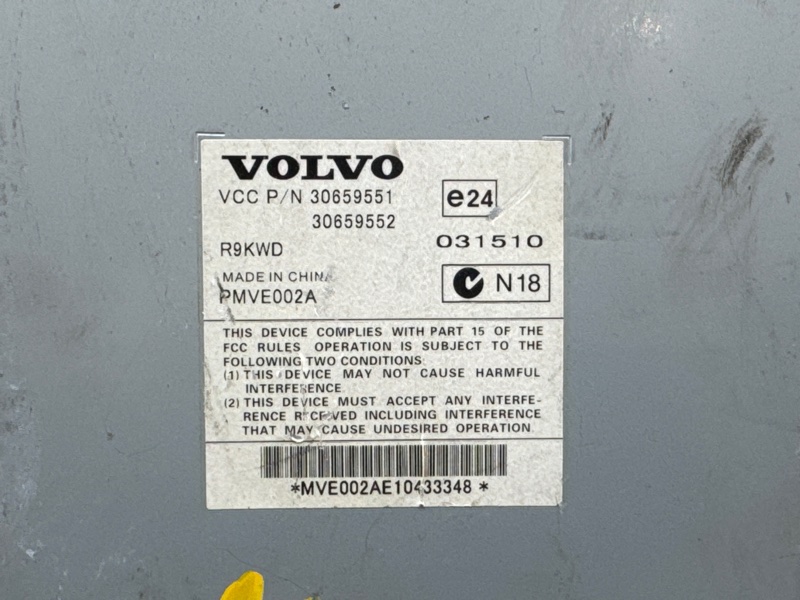 VOLVO
VCC P/N 30659551
30659552
e24
031510
R9KWD
MADE IN CHINA
PMVE002A
N18
THIS DEVICE COMPLIES WITH PART 15 OF THE
FCC RULES OPERATION IS SUBJECT TO THE
FOLLOWING TWO CONDITIONS:
(1) THIS DEVICE MAY NOT CAUSE HARMFUL
INTERFERENCE.
(2) THIS DEVICE MUST ACCEPT ANY INTERFE-
RENCE RECEIVED INCLUDING INTERFERENCE
THAT MAY CAUSE UNDESIRED OPERATION.
*MVE002AE10433348*